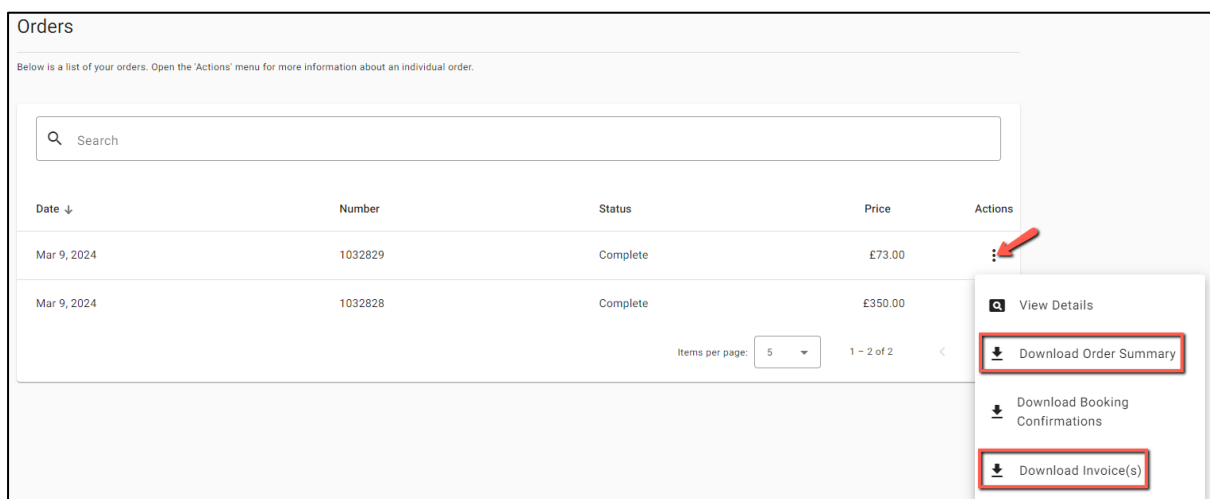 Orders
Below is a list of your orders. Open the 'Actions' menu for more information about an individual order.
Search
Date Number Status Price Actions
Mar 9, 2024 1032829 Complete £73.00
Mar 9, 2024 1032828 Complete £350.00
View Details
Items per page: 5 1 – 2 of 2
Download Order Summary
Download Booking
Confirmations
Download Invoice(s)